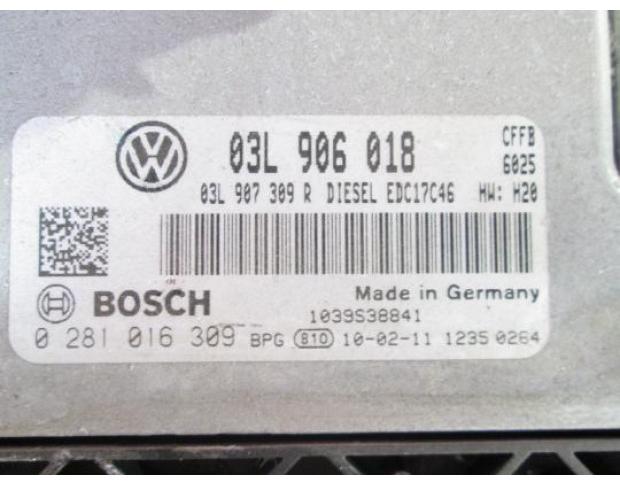 03L 906 018 CFFB
6025
03L 907 309 R DIESEL EDC17C46 HW: H20
BOSCH Made in Germany
1039S38841
0 281 016 309 BPG 810 10-02-11 1235 0264